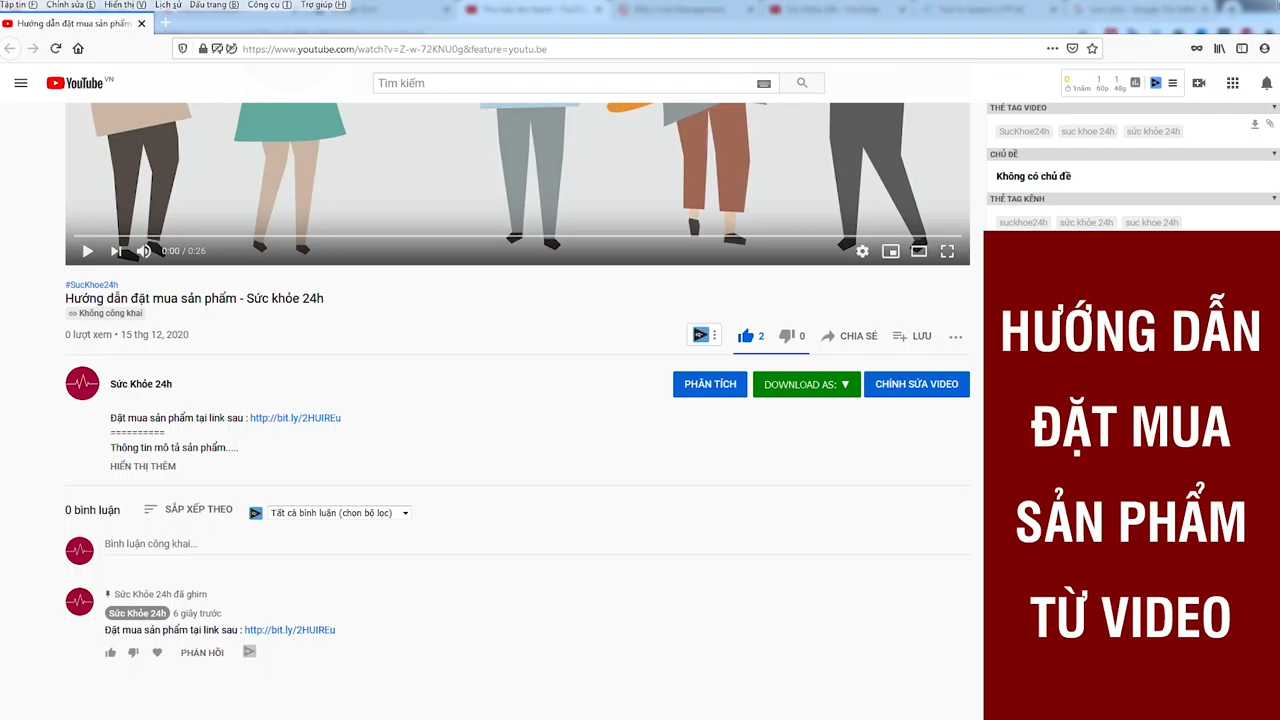 Tập tin (F) Chỉnh sửa (E) Hiển thị (V) Lịch sử Dấu trang (B) Công cụ (T) Trợ giúp (H)
Hướng dẫn đặt mua sản phẩm
https://www.youtube.com/watch?v=Z-w-72KNU0g&feature=youtu.be
YouTube VN
Tìm kiếm
0 1 1
1năm 60p 48g
THẺ TAG VIDEO
SucKhoe24h suc khoe 24h sức khỏe 24h
CHỦ ĐỀ
Không có chủ đề
THẺ TAG KÊNH
suckhoe24h sức khỏe 24h suc khoe 24h
0:00 / 0:26
#SucKhoe24h
Hướng dẫn đặt mua sản phẩm - Sức khỏe 24h
Không công khai
0 lượt xem • 15 thg 12, 2020
2 0 CHIA SẺ LƯU
Sức Khỏe 24h
PHÂN TÍCH DOWNLOAD AS: ▼ CHỈNH SỬA VIDEO
Đặt mua sản phẩm tại link sau : http://bit.ly/2HUIREu
==========
Thông tin mô tả sản phẩm.....
HIỂN THỊ THÊM
0 bình luận SẮP XẾP THEO Tất cả bình luận (chọn bộ lọc)
Bình luận công khai...
Sức Khỏe 24h đã ghim
Sức Khỏe 24h 6 giây trước
Đặt mua sản phẩm tại link sau : http://bit.ly/2HUIREu
PHẢN HỒI
HƯỚNG DẪN
ĐẶT MUA
SẢN PHẨM
TỪ VIDEO